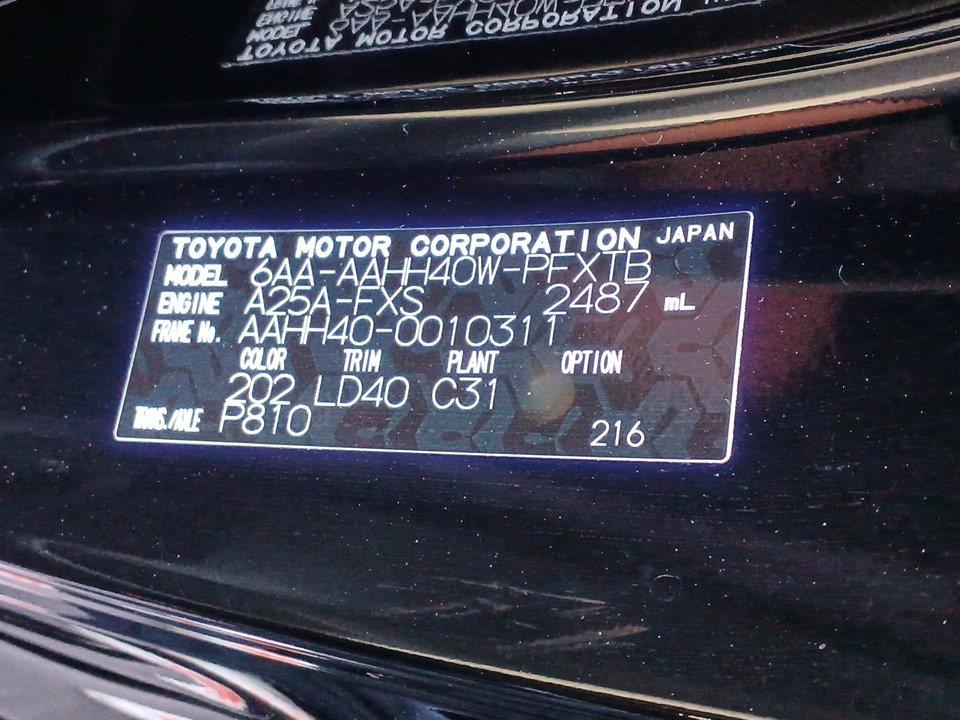 TOYOTA MOTOR CORPORATION JAPAN
MODEL 6AA-AAHH40W-PFXTB
ENGINE A25A-FXS 2487 mL
FRAME No. AAHH40-0010311
COLOR TRIM PLANT OPTION
202 LD40 C31
TRANS./AXLE P810
216